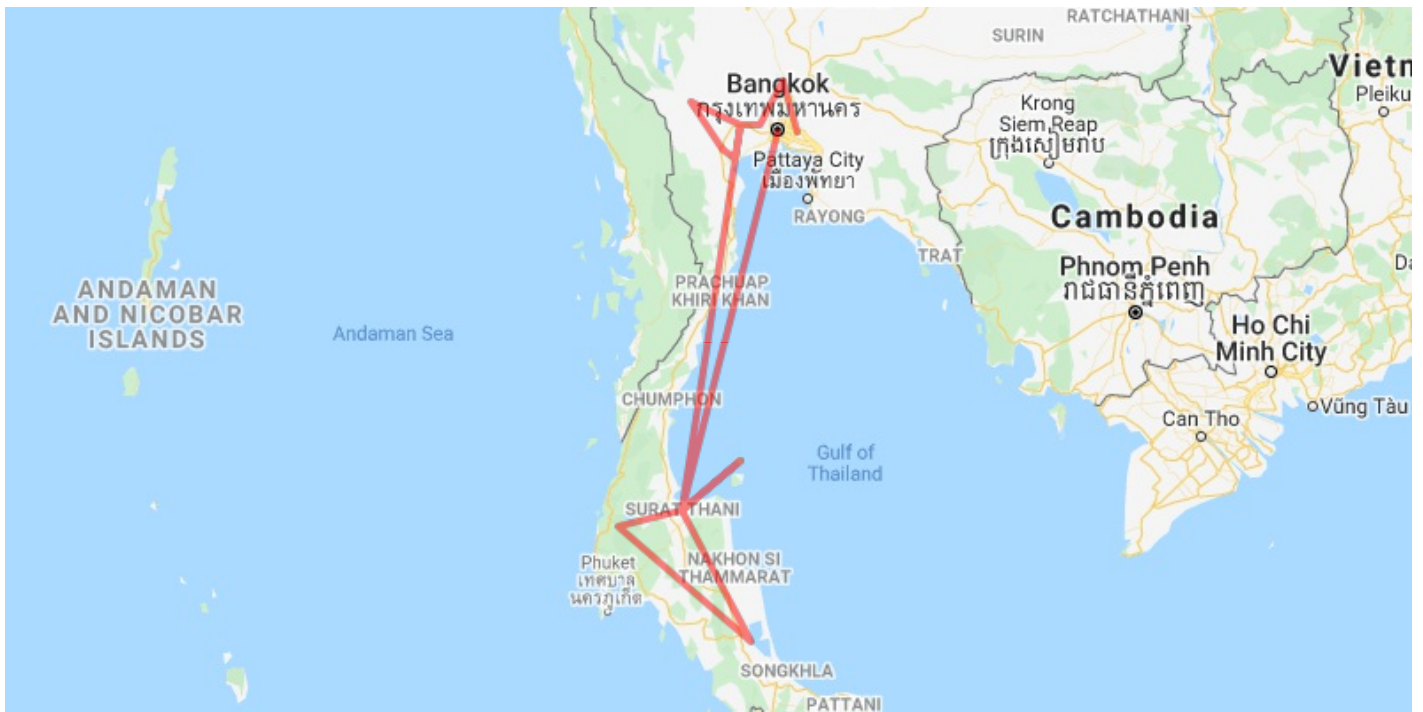 RATCHATHANI
SURIN
Vietn
Pleiku
Bangkok
กรุงเทพมหานคร
Krong
Siem Reap
ក្រុងសៀមរាប
Pattaya City
เมืองพัทยา
RAYONG
Cambodia
TRAT
Phnom Penh
រាជធានីភ្នំពេញ
Da
ANDAMAN
AND NICOBAR
ISLANDS
Andaman Sea
PRACHUAP
KHIRI KHAN
Ho Chi
Minh City
CHUMPHON
Vũng Tàu
Can Tho
Gulf of
Thailand
SURAT THANI
NAKHON SI
THAMMARAT
Phuket
เทศบาล
นครภูเก็ต
SONGKHLA
PATTANI